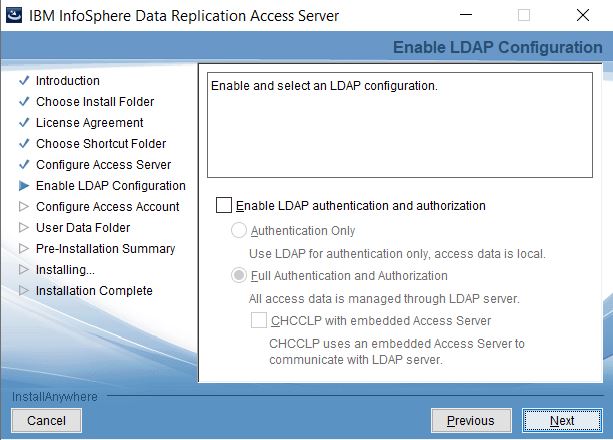 IBM InfoSphere Data Replication Access Server
Enable LDAP Configuration
Introduction
Choose Install Folder
License Agreement
Choose Shortcut Folder
Configure Access Server
Enable LDAP Configuration
Configure Access Account
User Data Folder
Pre-Installation Summary
Installing...
Installation Complete
Enable and select an LDAP configuration.
Enable LDAP authentication and authorization
Authentication Only
Use LDAP for authentication only, access data is local.
Full Authentication and Authorization
All access data is managed through LDAP server.
CHCCLP with embedded Access Server
CHCCLP uses an embedded Access Server to
communicate with LDAP server.
InstallAnywhere
Cancel
Previous
Next